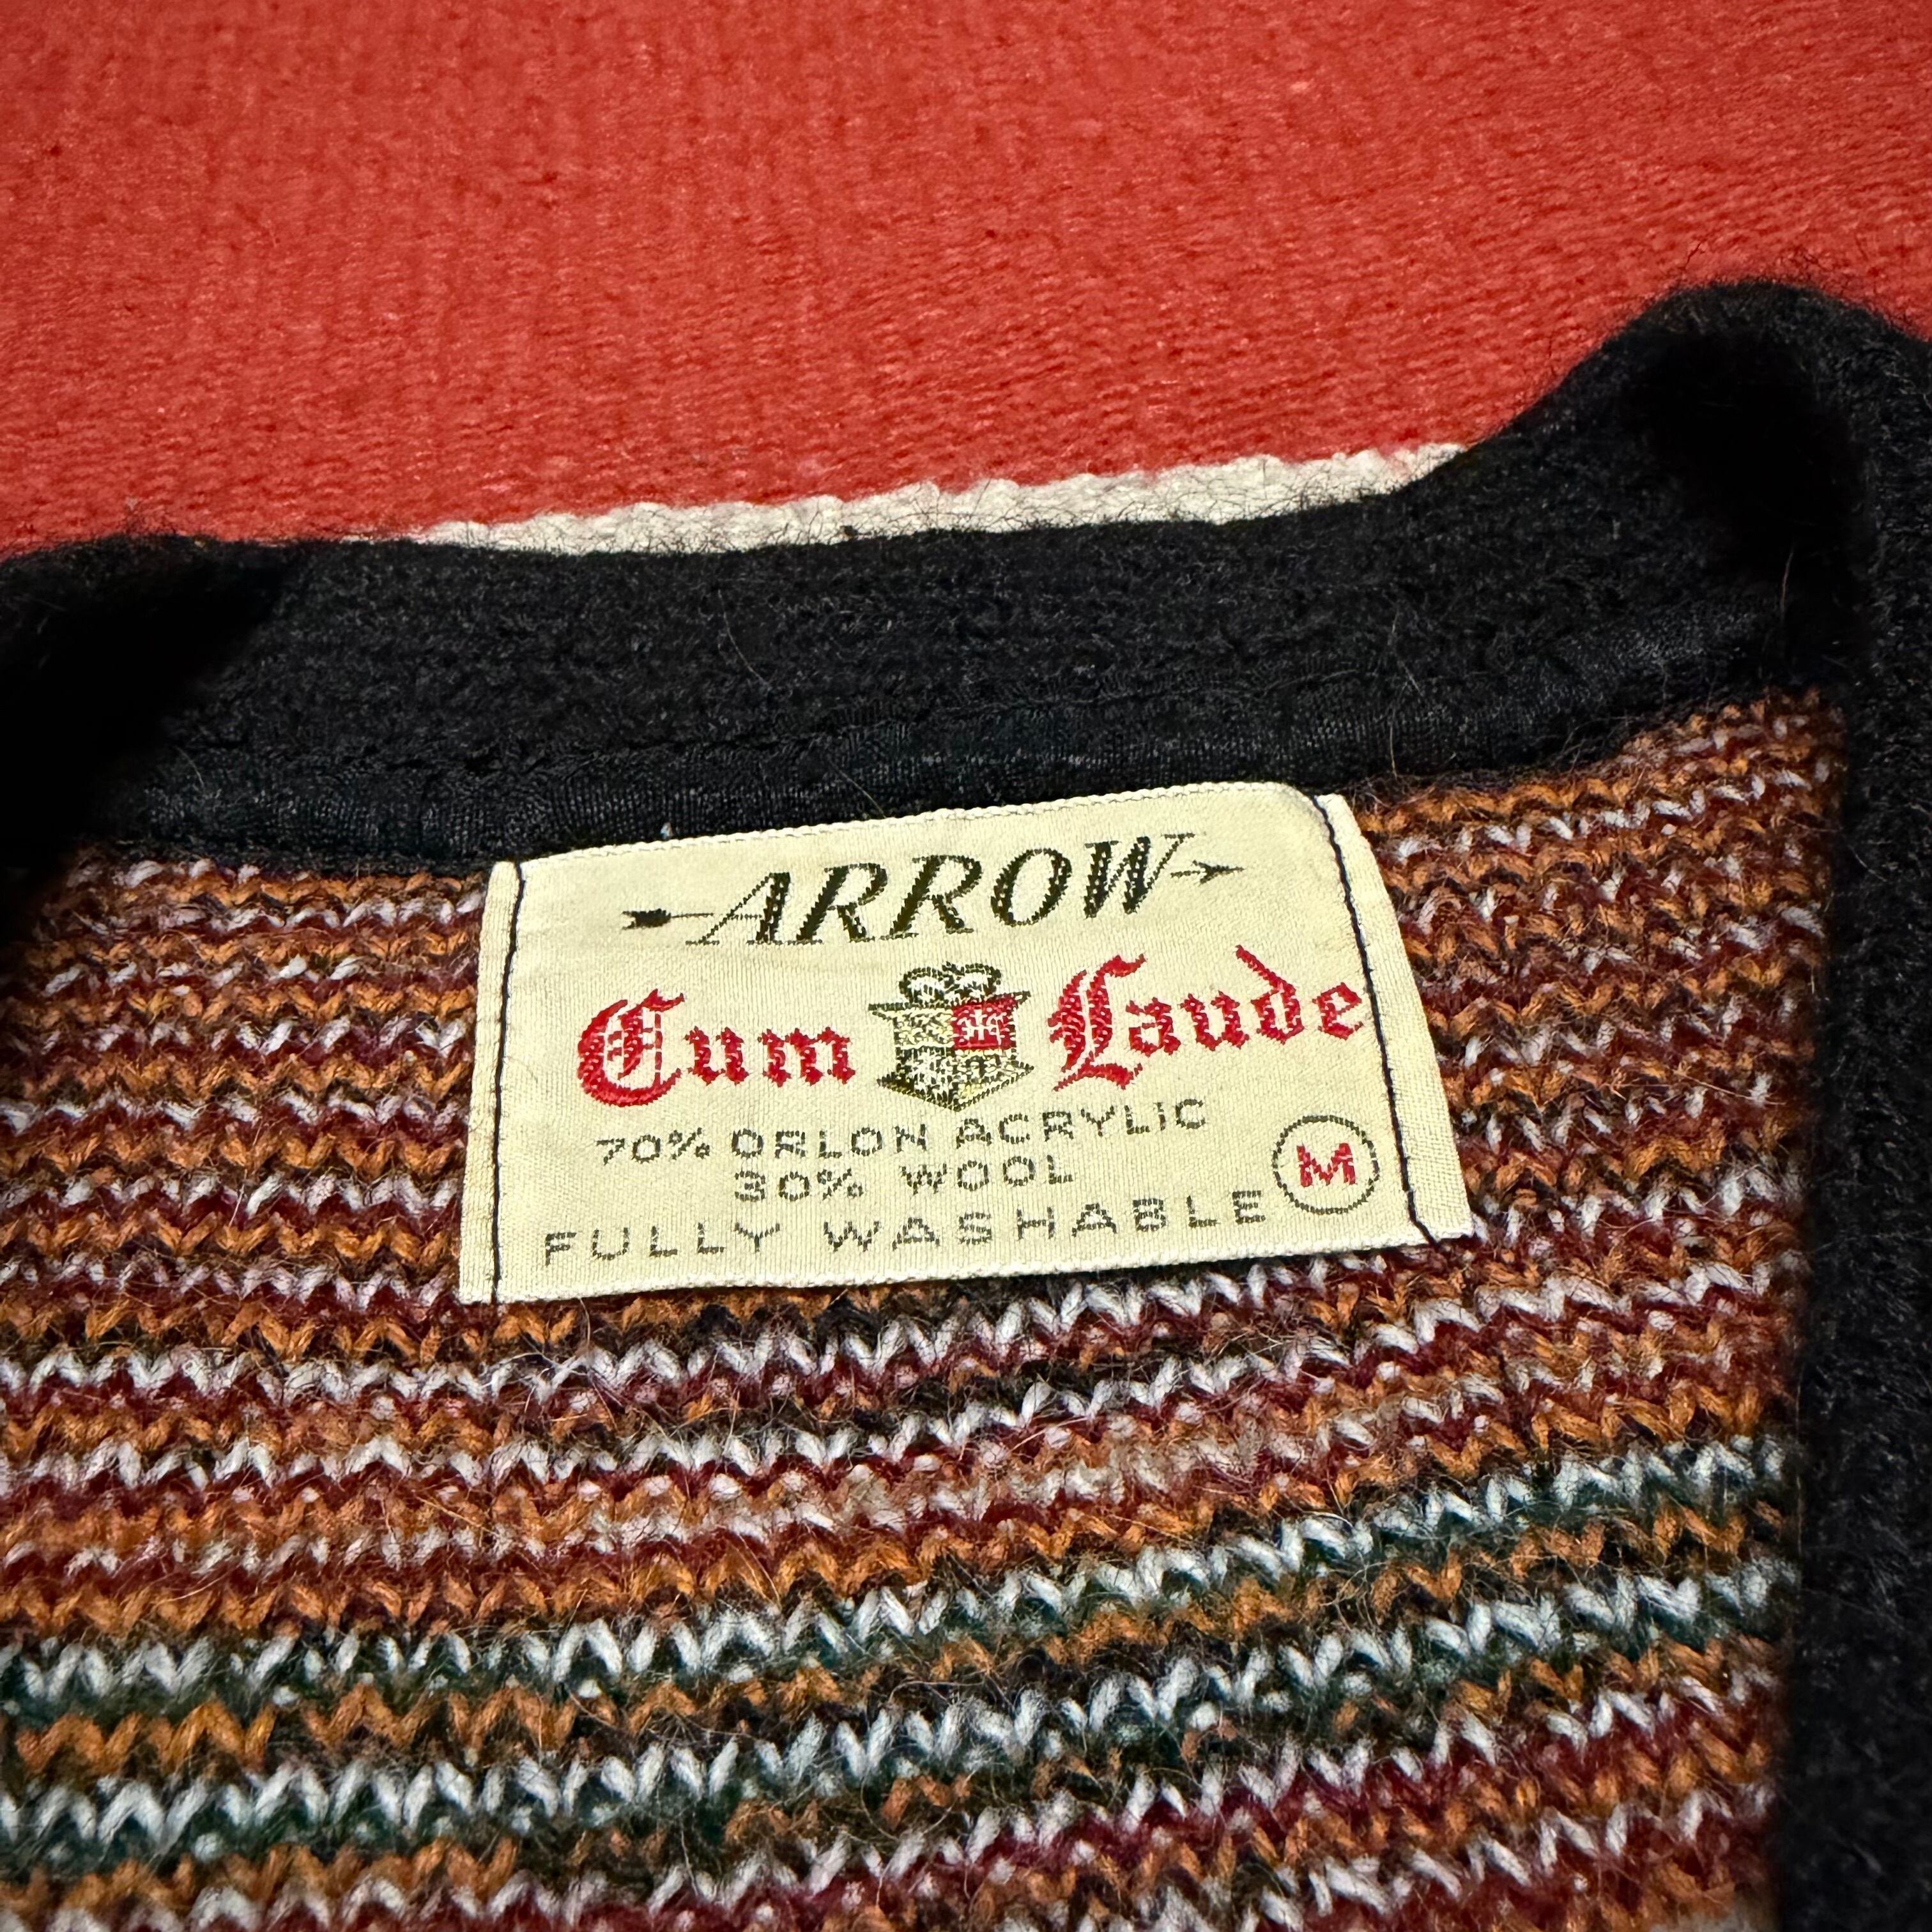 ARROW
Cum Laude
70% ORLON ACRYLIC
30% WOOL
FULLY WASHABLE M